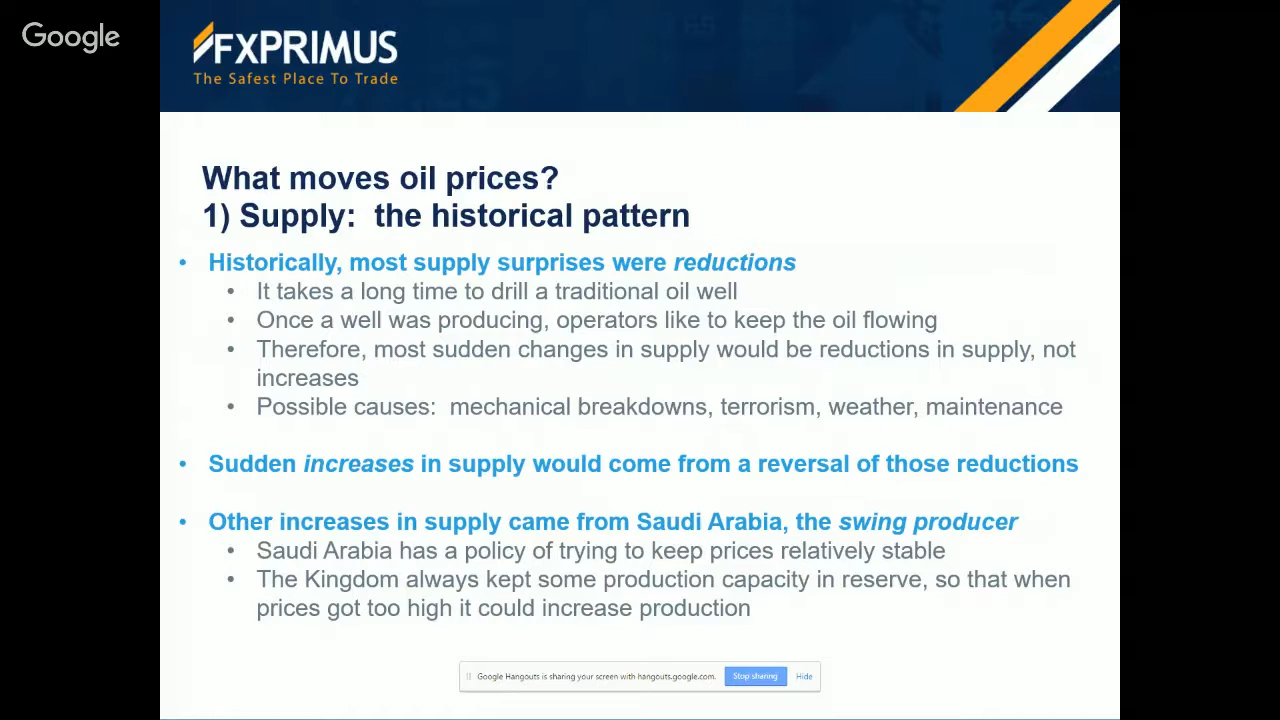 Google
FXPRIMUS
The Safest Place To Trade
What moves oil prices?
1) Supply:  the historical pattern
• Historically, most supply surprises were reductions
• It takes a long time to drill a traditional oil well
• Once a well was producing, operators like to keep the oil flowing
• Therefore, most sudden changes in supply would be reductions in supply, not
increases
• Possible causes:  mechanical breakdowns, terrorism, weather, maintenance
• Sudden increases in supply would come from a reversal of those reductions
• Other increases in supply came from Saudi Arabia, the swing producer
• Saudi Arabia has a policy of trying to keep prices relatively stable
• The Kingdom always kept some production capacity in reserve, so that when
prices got too high it could increase production
Google Hangouts is sharing your screen with hangouts.google.com. Stop sharing Hide